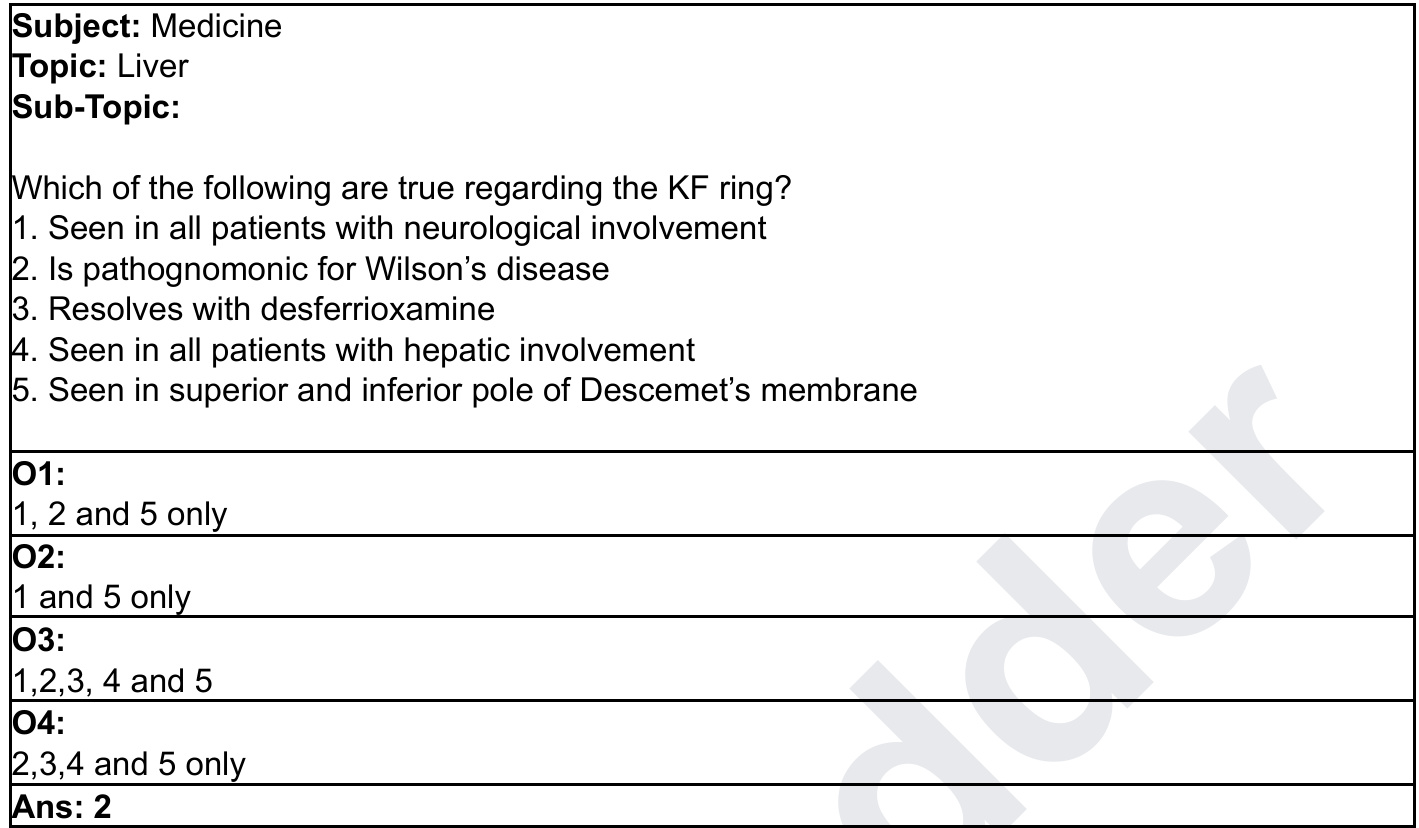 Subject: Medicine
Topic: Liver
Sub-Topic:
Which of the following are true regarding the KF ring?
1. Seen in all patients with neurological involvement
2. Is pathognomonic for Wilson’s disease
3. Resolves with desferrioxamine
4. Seen in all patients with hepatic involvement
5. Seen in superior and inferior pole of Descemet’s membrane
O1:
1, 2 and 5 only
O2:
1 and 5 only
O3:
1,2,3, 4 and 5
O4:
2,3,4 and 5 only
Ans: 2
dder